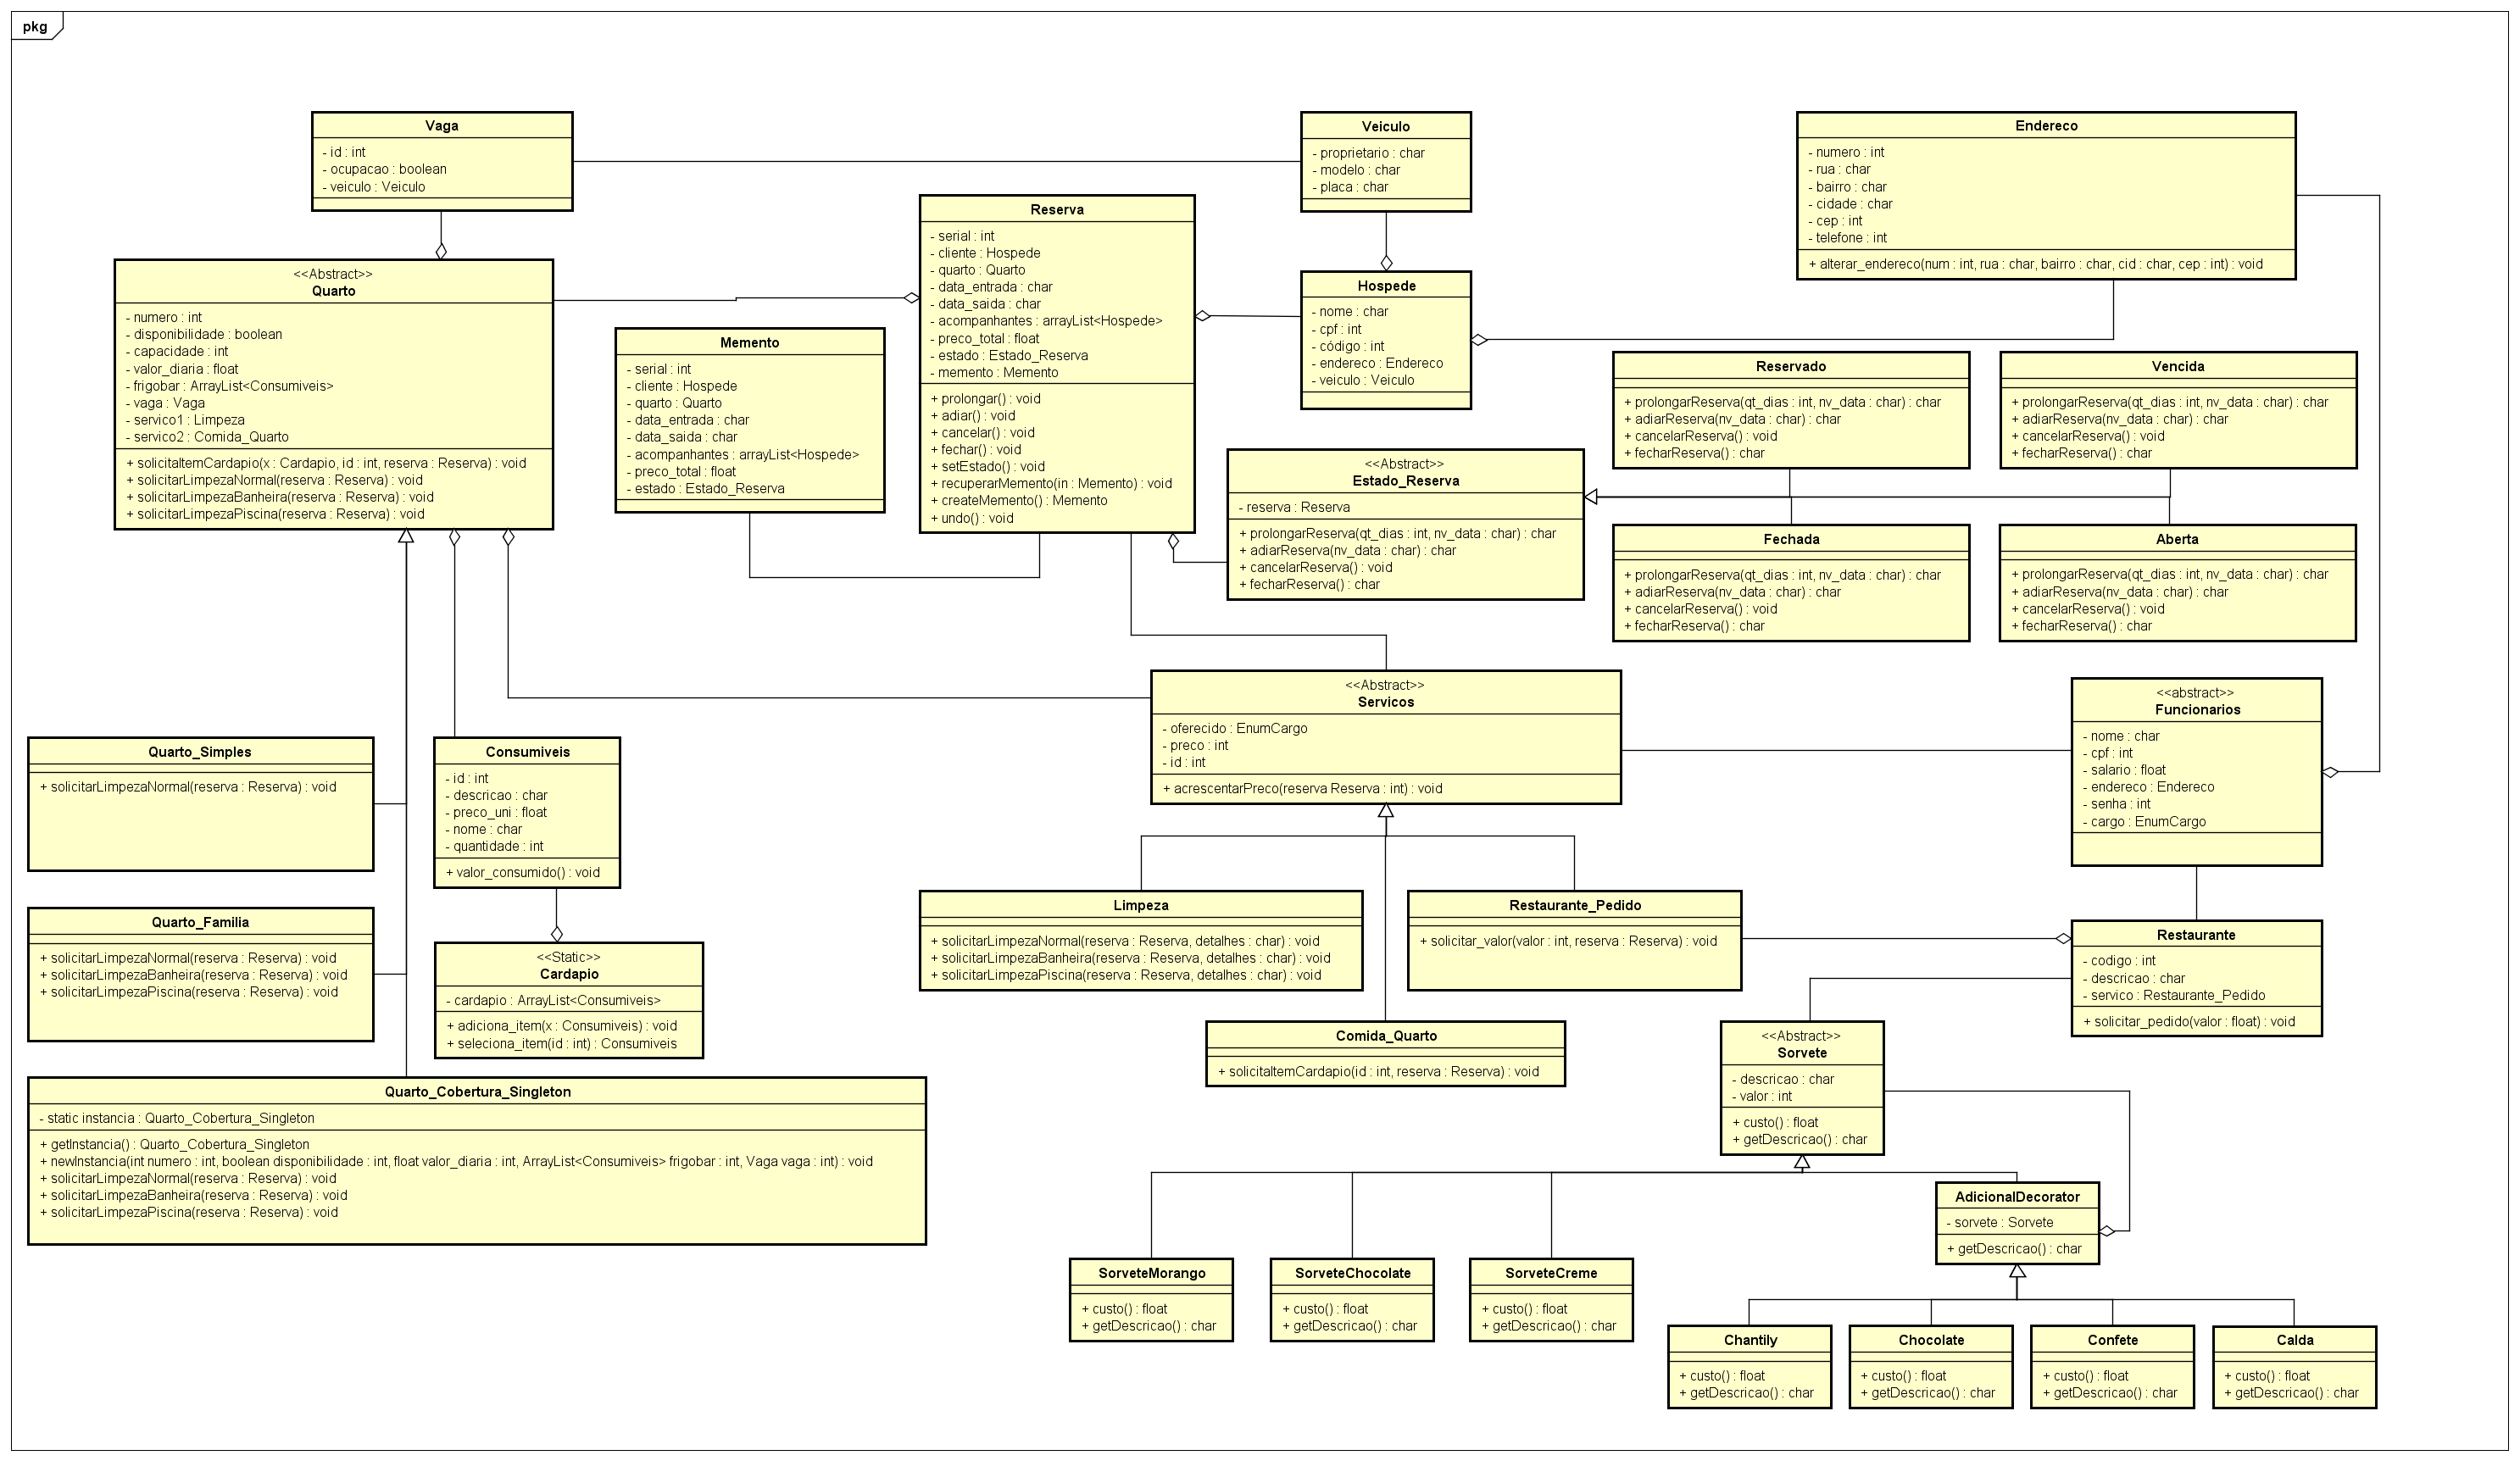 pkg
Vaga
- id : int
- ocupacao : boolean
- veiculo : Veiculo
Veiculo
- proprietario : char
- modelo : char
- placa : char
Endereco
- numero : int
- rua : char
- bairro : char
- cidade : char
- cep : int
- telefone : int
+ alterar_endereco(num : int, rua : char, bairro : char, cid : char, cep : int) : void
<<Abstract>>
Quarto
- numero : int
- disponibilidade : boolean
- capacidade : int
- valor_diaria : float
- frigobar : ArrayList<Consumiveis>
- vaga : Vaga
- servico1 : Limpeza
- servico2 : Comida_Quarto
+ solicitaItemCardapio(x : Cardapio, id : int, reserva : Reserva) : void
+ solicitarLimpezaNormal(reserva : Reserva) : void
+ solicitarLimpezaBanheira(reserva : Reserva) : void
+ solicitarLimpezaPiscina(reserva : Reserva) : void
Memento
- serial : int
- cliente : Hospede
- quarto : Quarto
- data_entrada : char
- data_saida : char
- acompanhantes : arrayList<Hospede>
- preco_total : float
- estado : Estado_Reserva
Reserva
- serial : int
- cliente : Hospede
- quarto : Quarto
- data_entrada : char
- data_saida : char
- acompanhantes : arrayList<Hospede>
- preco_total : float
- estado : Estado_Reserva
- memento : Memento
+ prolongar() : void
+ adiar() : void
+ cancelar() : void
+ fechar() : void
+ setEstado() : void
+ recuperarMemento(in : Memento) : void
+ createMemento() : Memento
+ undo() : void
Hospede
- nome : char
- cpf : int
- código : int
- endereco : Endereco
- veiculo : Veiculo
<<Abstract>>
Estado_Reserva
- reserva : Reserva
+ prolongarReserva(qt_dias : int, nv_data : char) : char
+ adiarReserva(nv_data : char) : char
+ cancelarReserva() : void
+ fecharReserva() : char
Reservado
+ prolongarReserva(qt_dias : int, nv_data : char) : char
+ adiarReserva(nv_data : char) : char
+ cancelarReserva() : void
+ fecharReserva() : char
Vencida
+ prolongarReserva(qt_dias : int, nv_data : char) : char
+ adiarReserva(nv_data : char) : char
+ cancelarReserva() : void
+ fecharReserva() : char
Fechada
+ prolongarReserva(qt_dias : int, nv_data : char) : char
+ adiarReserva(nv_data : char) : char
+ cancelarReserva() : void
+ fecharReserva() : char
Aberta
+ prolongarReserva(qt_dias : int, nv_data : char) : char
+ adiarReserva(nv_data : char) : char
+ cancelarReserva() : void
+ fecharReserva() : char
<<Abstract>>
Servicos
- oferecido : EnumCargo
- preco : int
- id : int
+ acrescentarPreco(reserva Reserva : int) : void
<<abstract>>
Funcionarios
- nome : char
- cpf : int
- salario : float
- endereco : Endereco
- senha : int
- cargo : EnumCargo
Quarto_Simples
+ solicitarLimpezaNormal(reserva : Reserva) : void
Consumiveis
- id : int
- descricao : char
- preco_uni : float
- nome : char
- quantidade : int
+ valor_consumido() : void
Quarto_Familia
+ solicitarLimpezaNormal(reserva : Reserva) : void
+ solicitarLimpezaBanheira(reserva : Reserva) : void
+ solicitarLimpezaPiscina(reserva : Reserva) : void
<<Static>>
Cardapio
- cardapio : ArrayList<Consumiveis>
+ adiciona_item(x : Consumiveis) : void
+ seleciona_item(id : int) : Consumiveis
Limpeza
+ solicitarLimpezaNormal(reserva : Reserva, detalhes : char) : void
+ solicitarLimpezaBanheira(reserva : Reserva, detalhes : char) : void
+ solicitarLimpezaPiscina(reserva : Reserva, detalhes : char) : void
Restaurante_Pedido
+ solicitar_valor(valor : int, reserva : Reserva) : void
Restaurante
- codigo : int
- descricao : char
- servico : Restaurante_Pedido
+ solicitar_pedido(valor : float) : void
Comida_Quarto
+ solicitaItemCardapio(id : int, reserva : Reserva) : void
<<Abstract>>
Sorvete
- descricao : char
- valor : int
+ custo() : float
+ getDescricao() : char
Quarto_Cobertura_Singleton
- static instancia : Quarto_Cobertura_Singleton
+ getInstancia() : Quarto_Cobertura_Singleton
+ newInstancia(int numero : int, boolean disponibilidade : int, float valor_diaria : int, ArrayList<Consumiveis> frigobar : int, Vaga vaga : int) : void
+ solicitarLimpezaNormal(reserva : Reserva) : void
+ solicitarLimpezaBanheira(reserva : Reserva) : void
+ solicitarLimpezaPiscina(reserva : Reserva) : void
AdicionalDecorator
- sorvete : Sorvete
+ getDescricao() : char
SorveteMorango
+ custo() : float
+ getDescricao() : char
SorveteChocolate
+ custo() : float
+ getDescricao() : char
SorveteCreme
+ custo() : float
+ getDescricao() : char
Chantily
+ custo() : float
+ getDescricao() : char
Chocolate
+ custo() : float
+ getDescricao() : char
Confete
+ custo() : float
+ getDescricao() : char
Calda
+ custo() : float
+ getDescricao() : char